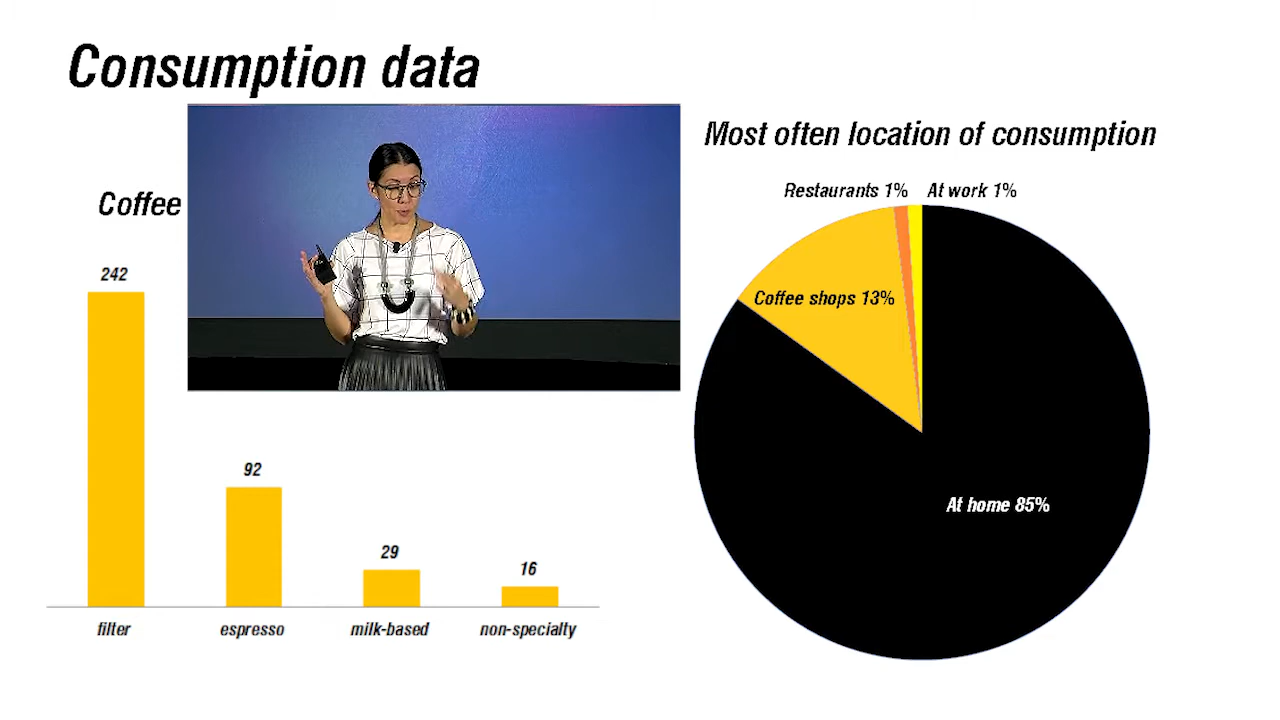 Consumption data
Coffee
242
92
29
16
filter
espresso
milk-based
non-specialty
Most often location of consumption
Restaurants 1%
At work 1%
Coffee shops 13%
At home 85%